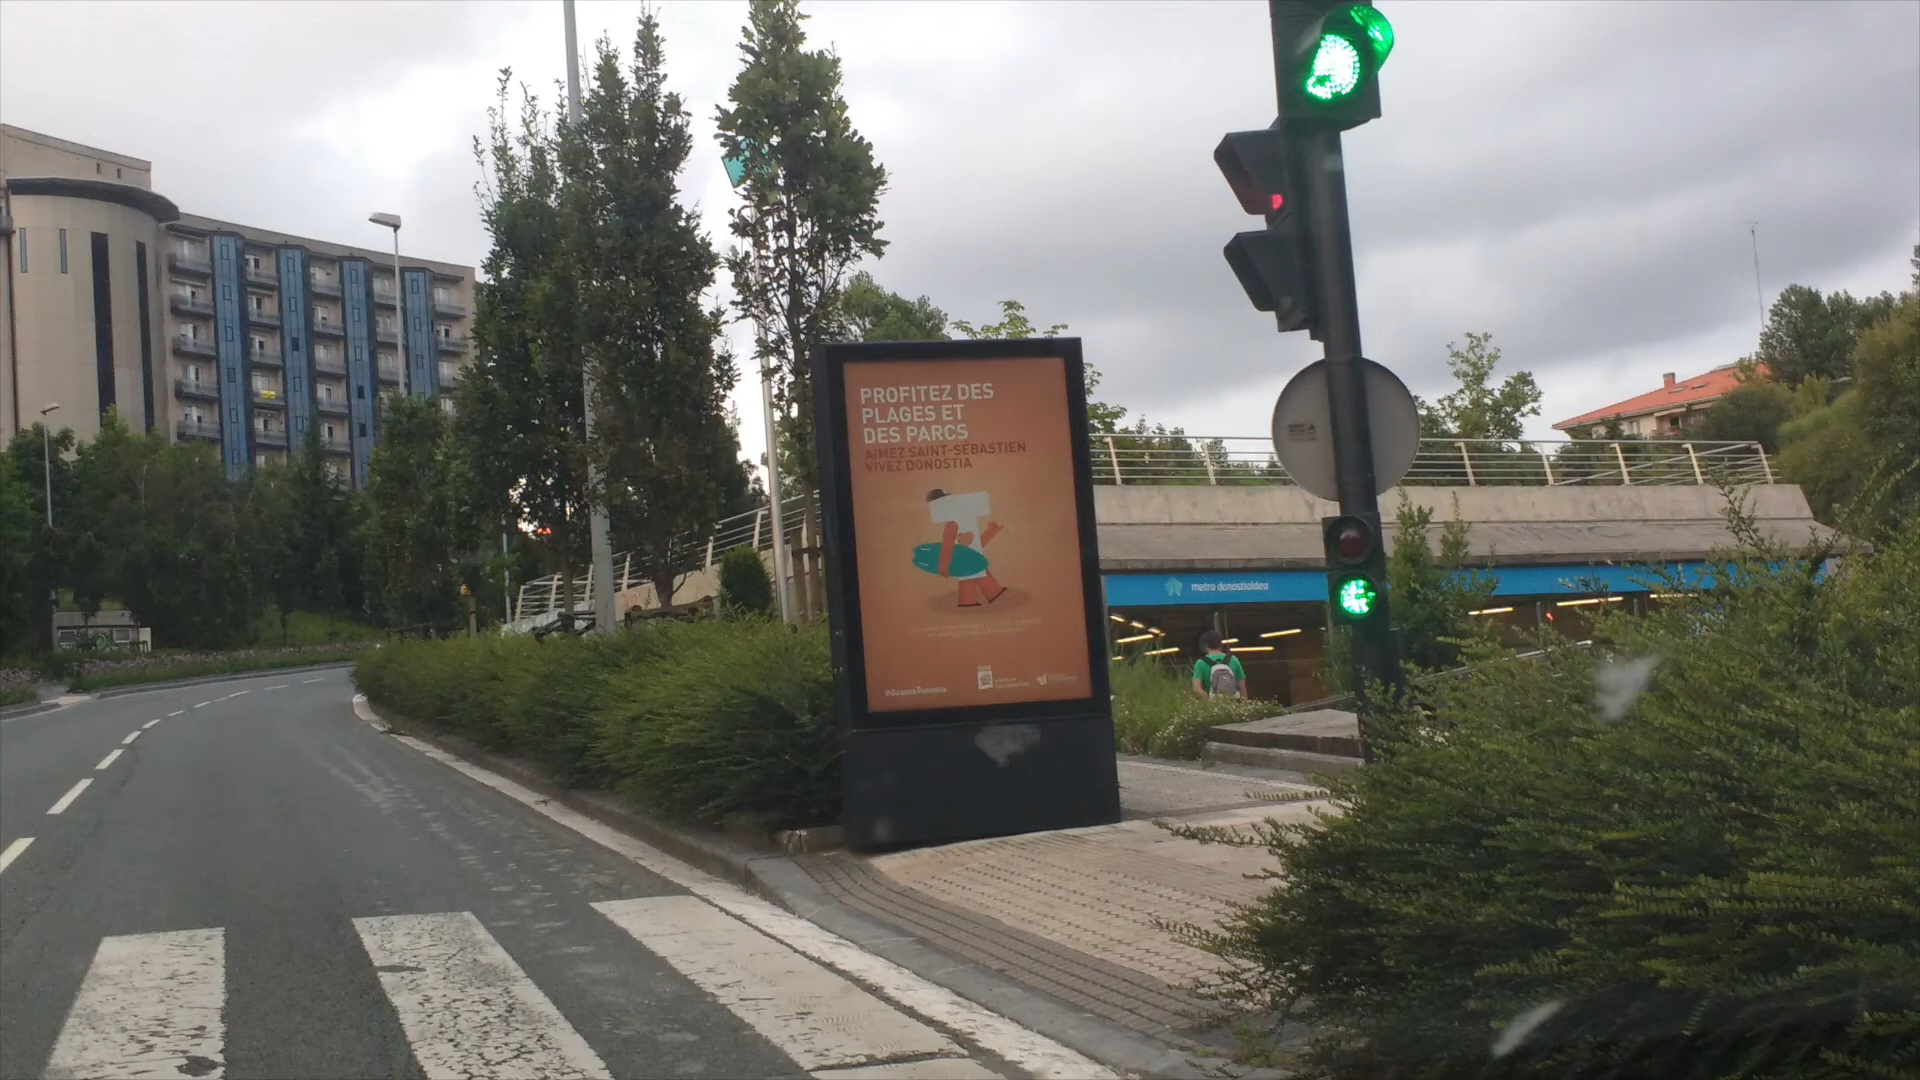 PROFITEZ DES
PLAGES ET
DES PARCS
AIMEZ SAINT-SÉBASTIEN
VIVEZ DONOSTIA
metro donostialdea